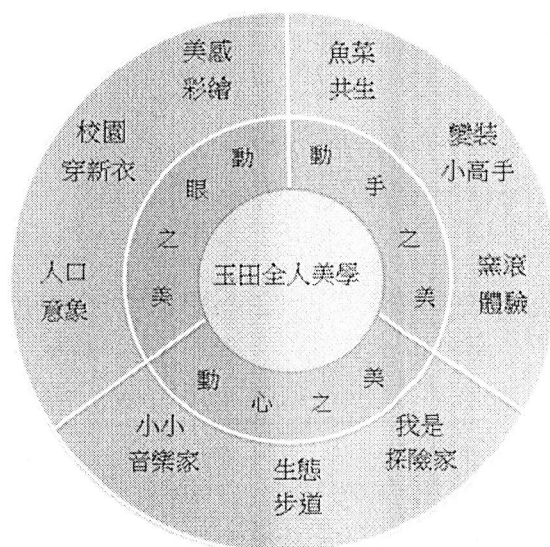 玉田全人美學
動手之美
魚菜
共生
變裝
小高手
窯滾
體驗
動心之美
我是
探險家
生態
步道
小小
音樂家
動眼之美
人口
意象
校園
穿新衣
美感
彩繪